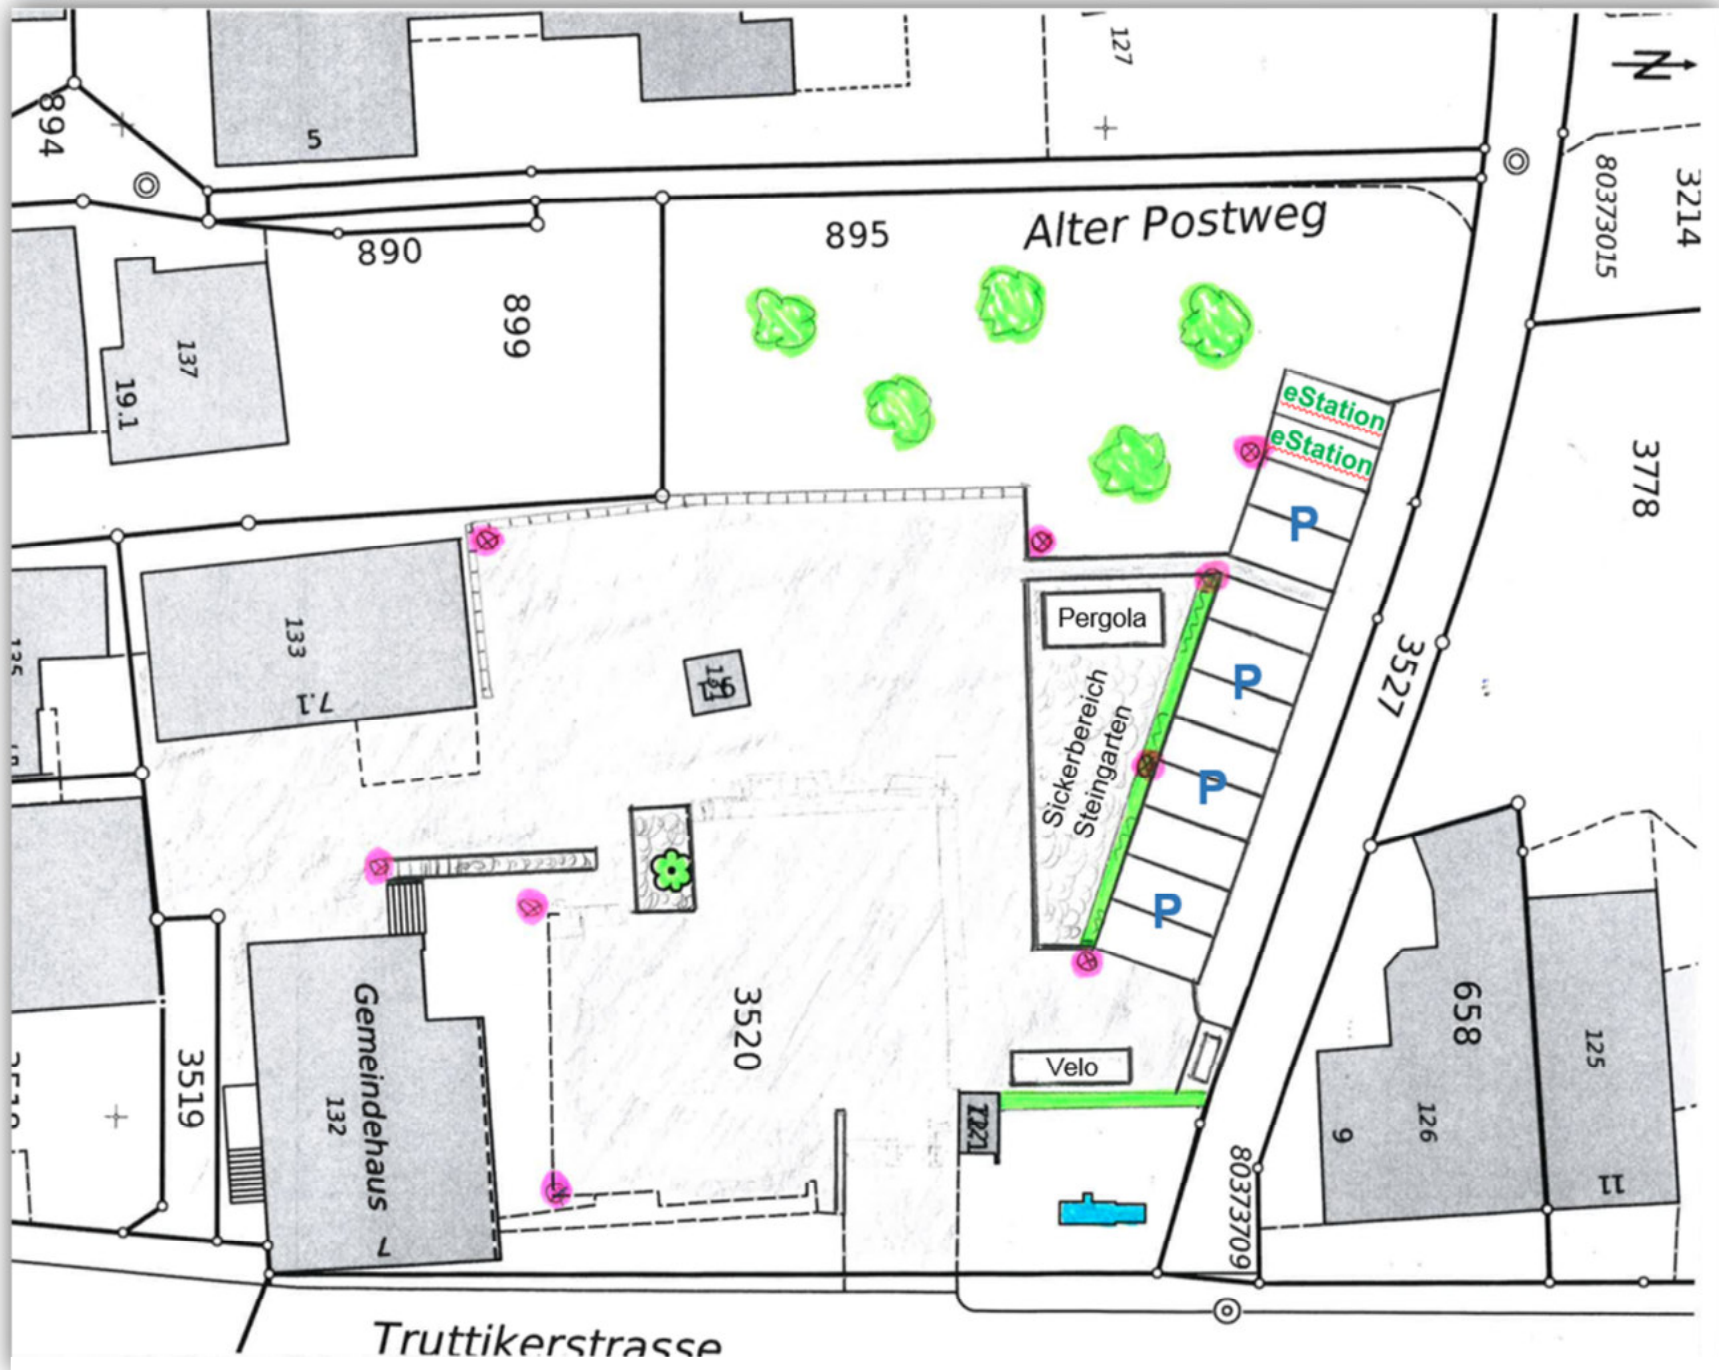 127
N
894
5
80373015
3214
Alter Postweg
895
890
899
137
19.1
eStation
eStation
3778
P
133
7.1
Pergola
Sickerbereich
Steingarten
P
3527
P
P
3520
658
Gemeindehaus
132
7
3519
Velo
125
126
9
11
80373709
Truttikerstrasse